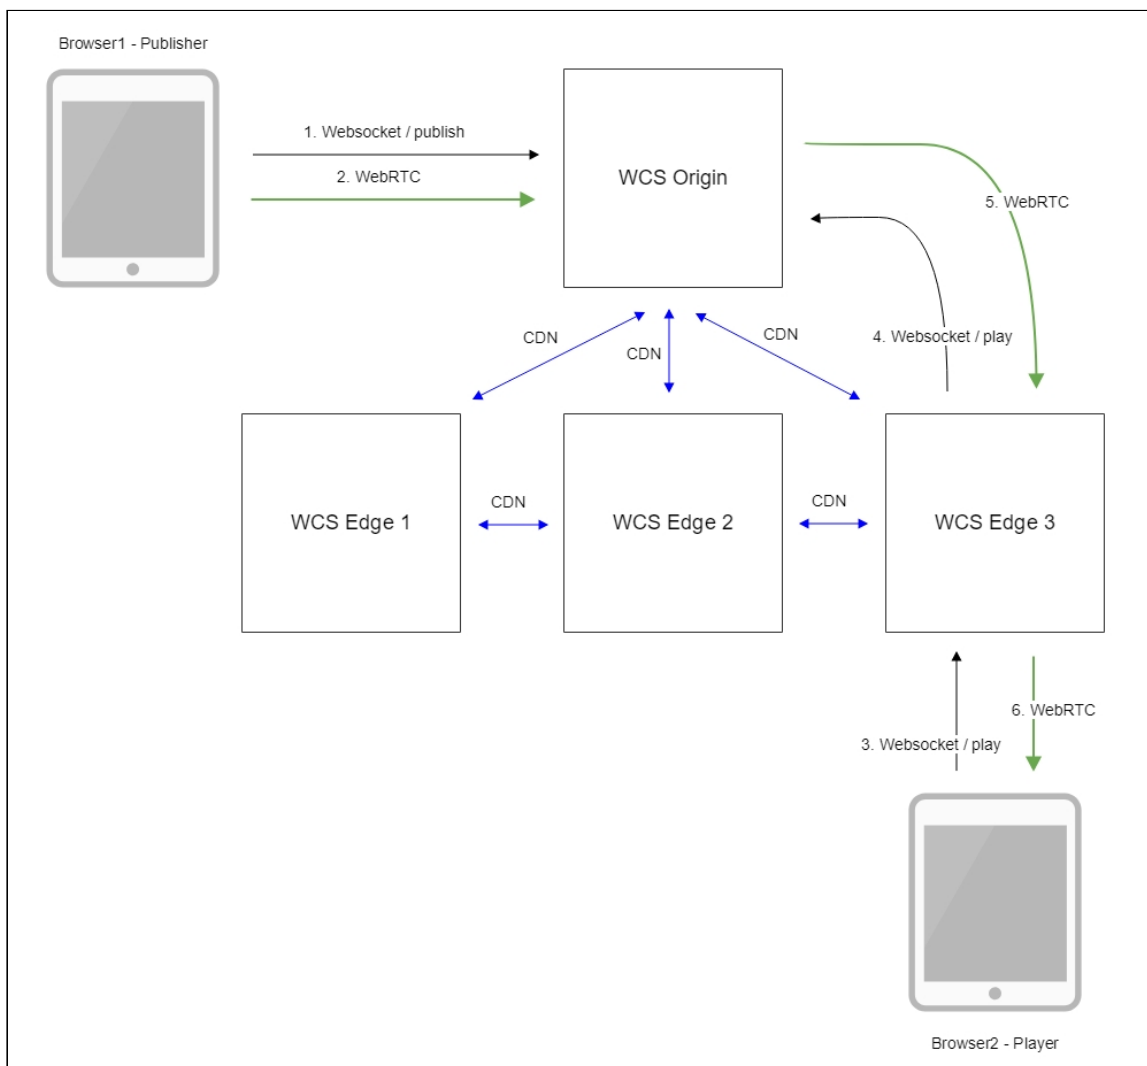 Browser1 - Publisher
1. Websocket / publish
2. WebRTC
WCS Origin
5. WebRTC
4. Websocket / play
CDN
CDN
CDN
WCS Edge 1
CDN
WCS Edge 2
CDN
WCS Edge 3
6. WebRTC
3. Websocket / play
Browser2 - Player